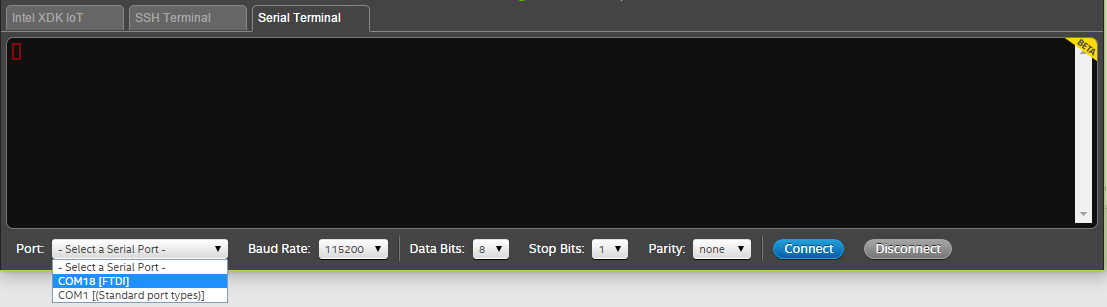 Intel XDK IoT SSH Terminal Serial Terminal
BETA
Port: - Select a Serial Port - Baud Rate: 115200 Data Bits: 8 Stop Bits: 1 Parity: none Connect Disconnect
- Select a Serial Port -
COM18 [FTDI]
COM1 [(Standard port types)]